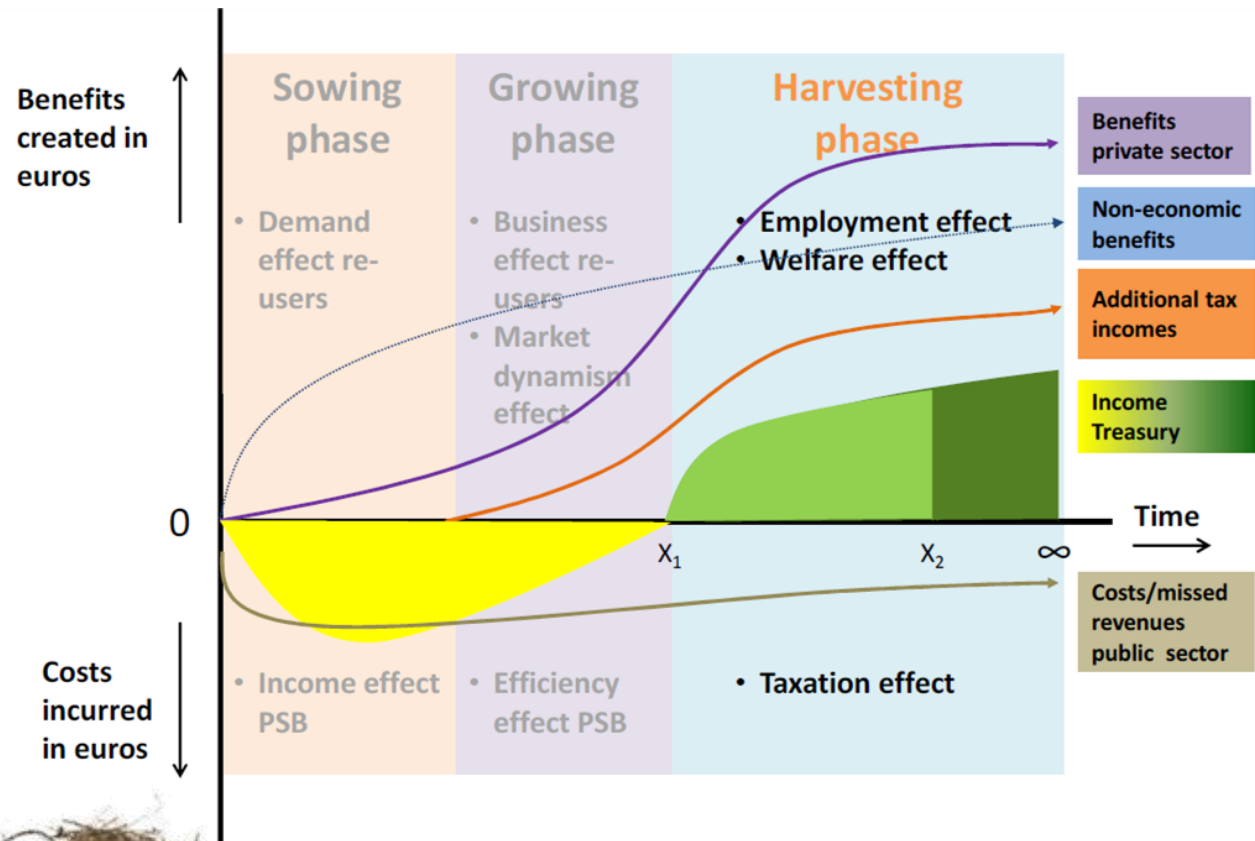 Benefits
created in
euros
Sowing
phase
• Demand
effect re-
users
Growing
phase
• Business
effect re-
users
• Market
dynamism
effect
Harvesting
phase
• Employment effect
• Welfare effect
Benefits
private sector
Non-economic
benefits
Additional tax
incomes
Income
Treasury
0
X₁
X₂
∞
Time
Costs/missed
revenues
public sector
Costs
incurred
in euros
• Income effect
PSB
• Efficiency
effect PSB
• Taxation effect